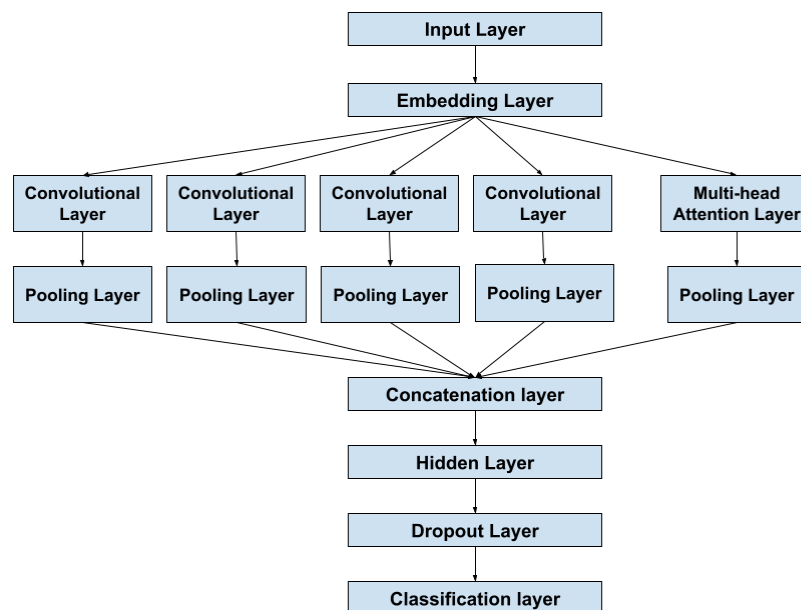 Input Layer
Embedding Layer
Convolutional
Layer
Convolutional
Layer
Convolutional
Layer
Convolutional
Layer
Multi-head
Attention Layer
Pooling Layer
Pooling Layer
Pooling Layer
Pooling Layer
Pooling Layer
Concatenation layer
Hidden Layer
Dropout Layer
Classification layer